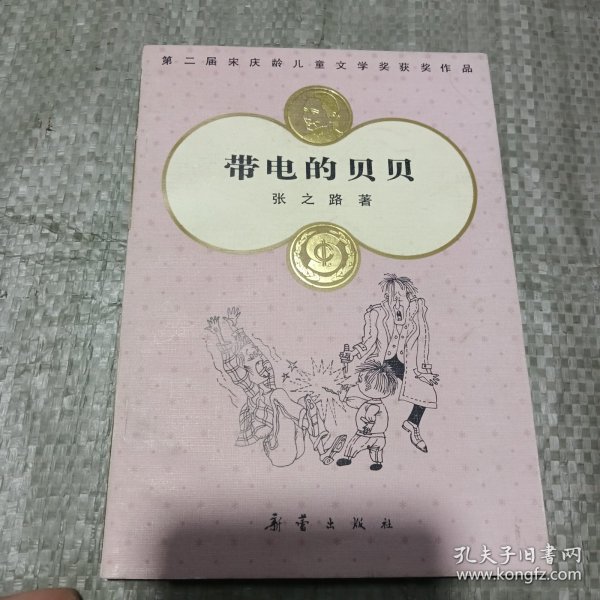 第二届宋庆龄儿童文学奖获奖作品
带电的贝贝
张之路著
新蕾出版社
孔夫子旧书网
www.kongfz.com